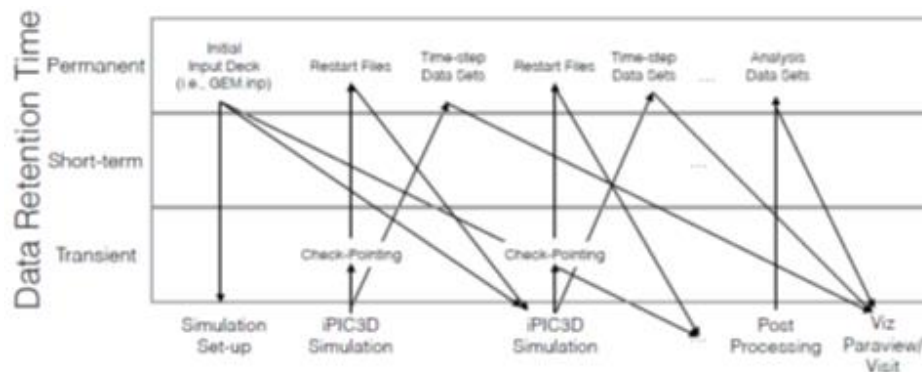 Data Retention Time
Permanent
Short-term
Transient
Initial
Input Deck
(i.e., GEM.inp)
Restart Files
Time-step
Data Sets
Restart Files
Time-step
Data Sets
....
Analysis
Data Sets
....
Check-Pointing
Check-Pointing
Simulation
Set-up
iPIC3D
Simulation
iPIC3D
Simulation
...
Post
Processing
Viz
Paraview/
Visit